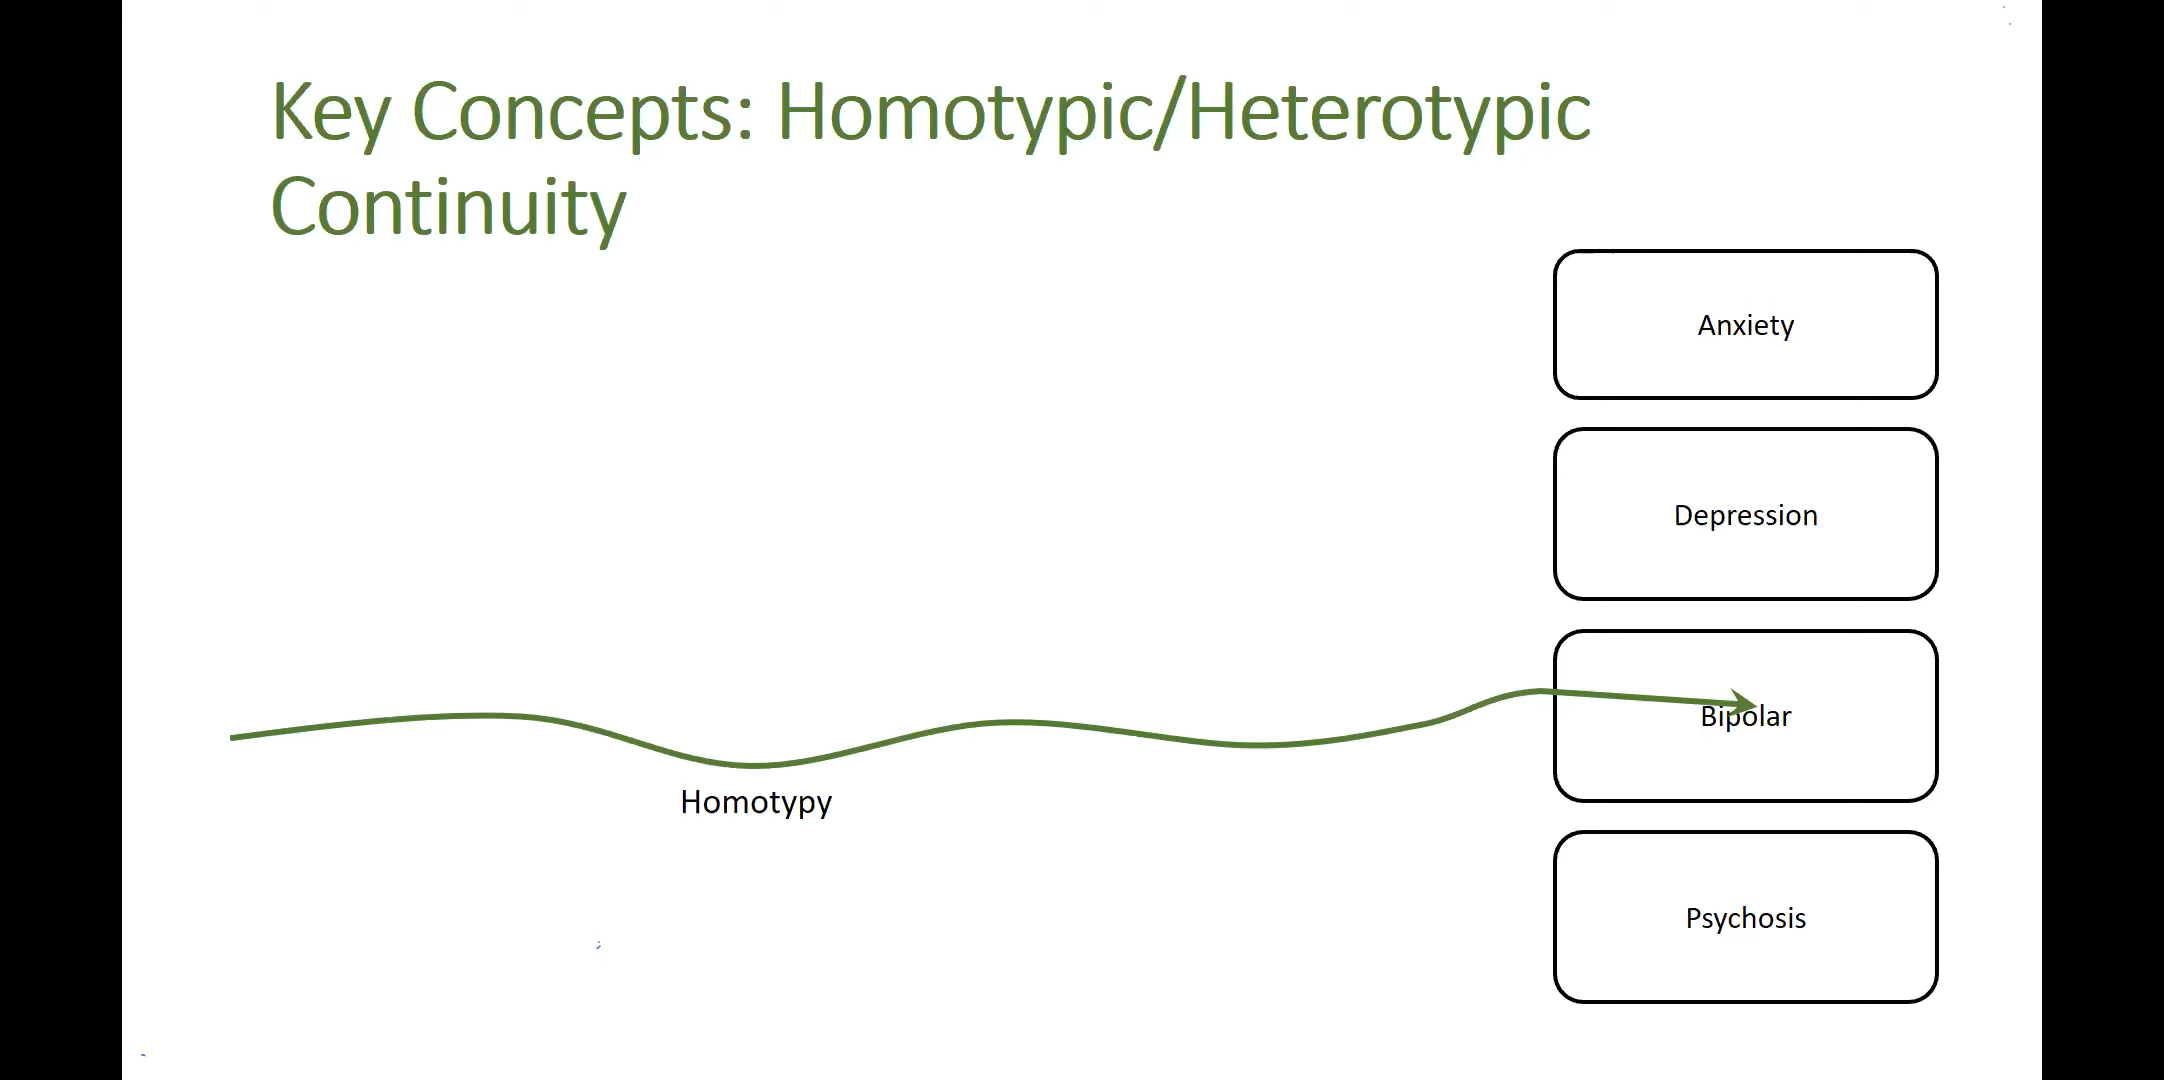 Key Concepts: Homotypic/Heterotypic
Continuity
Anxiety
Depression
Bipolar
Homotypy
Psychosis